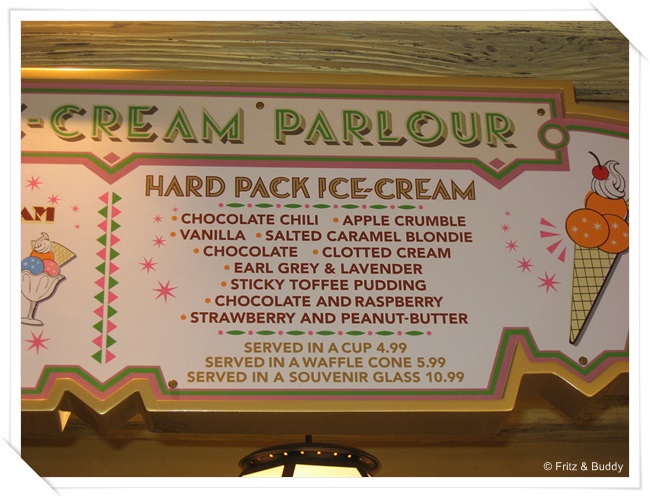 -CREAM PARLOUR
HARD PACK ICE-CREAM
• CHOCOLATE CHILI • APPLE CRUMBLE
• VANILLA • SALTED CARAMEL BLONDIE
• CHOCOLATE • CLOTTED CREAM
• EARL GREY & LAVENDER
• STICKY TOFFEE PUDDING
• CHOCOLATE AND RASPBERRY
• STRAWBERRY AND PEANUT-BUTTER
SERVED IN A CUP 4.99
SERVED IN A WAFFLE CONE 5.99
SERVED IN A SOUVENIR GLASS 10.99
AM
© Fritz & Buddy